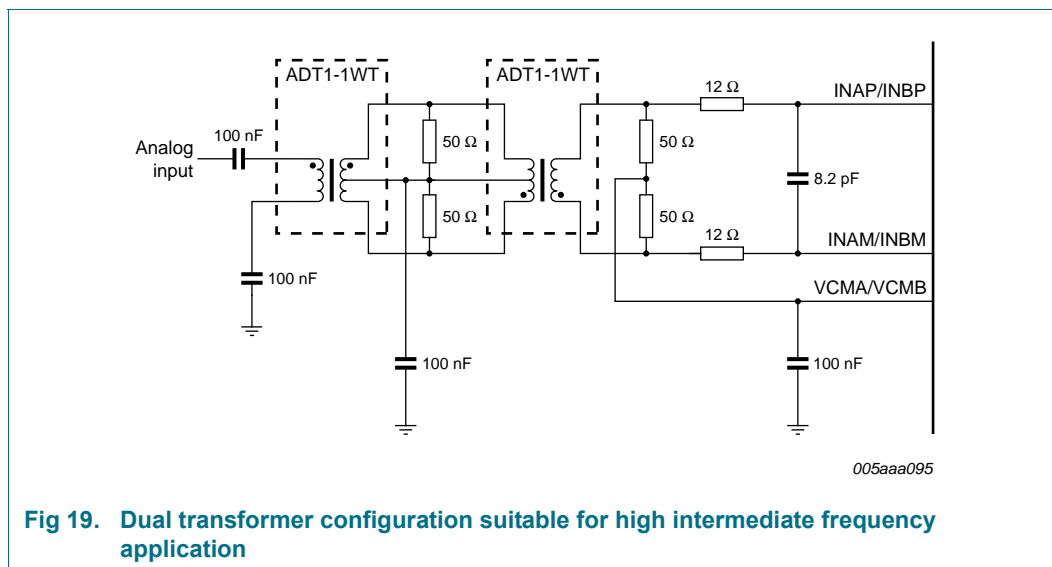 ADT1-1WT
ADT1-1WT
12 Ω
INAP/INBP
100 nF
Analog
input
50 Ω
50 Ω
8.2 pF
50 Ω
50 Ω
12 Ω
INAM/INBM
100 nF
VCMA/VCMB
100 nF
100 nF
005aaa095
Fig 19. Dual transformer configuration suitable for high intermediate frequency
application